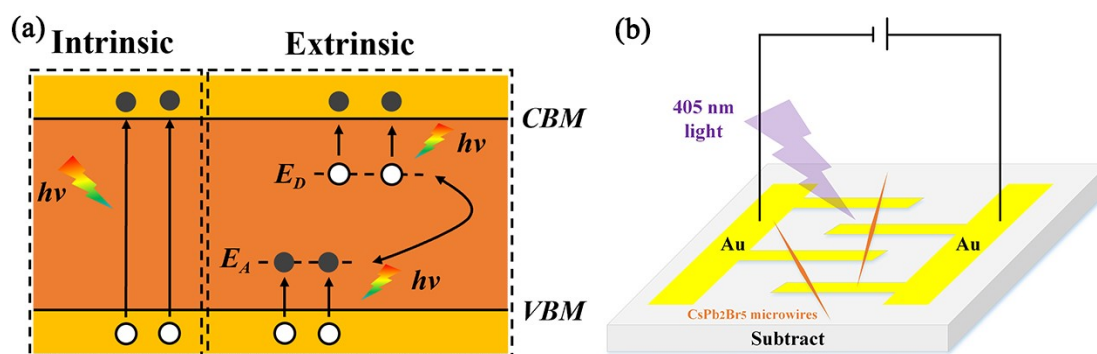 (a)
Intrinsic
Extrinsic
CBM
hν
hν
E_D
E_A
hν
VBM
(b)
405 nm
light
Au
Au
CsPb2Br5 microwires
Subtract